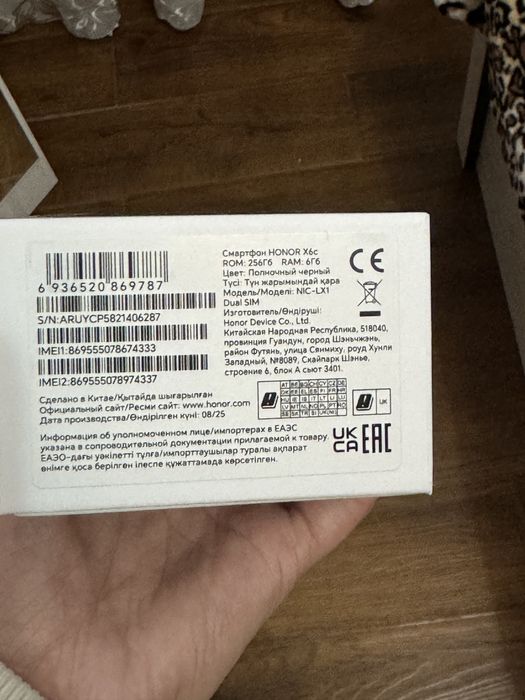 Смартфон HONOR X6c
ROM: 256Гб RAM: 6Гб
Цвет: Полночный черный
Түсі: Түн жарымындай қара
Модель/Моделі: NIC-LX1
Dual SIM
Изготовитель/Өндіруші:
Honor Device Co., Ltd.
Китайская Народная Республика, 518040,
провинция Гуандун, город Шэньчжэнь,
район Футянь, улица Сянмиху, роуд Хунли
Западный, №8089, Скайпарк Шэнье,
строение 6, блок А сьют 3401.
6 936520 869787
S/N:ARUYCP5821406287
IMEI1:869555078674333
IMEI2:869555078974337
Сделано в Китае/Қытайда шығарылған
Официальный сайт/Ресми сайт: www.honor.com
Дата производства/Өндірілген күні: 08/25
Информация об уполномоченном лице/импортерах в ЕАЭС
указана в сопроводительной документации прилагаемой к товару.
ЕАЭО-дағы уәкілетті тұлға/импорттаушылар туралы ақпарат
өнімге қоса берілген ілеспе құжаттамада көрсетілген.
CE
UK
UK
CA
EAC